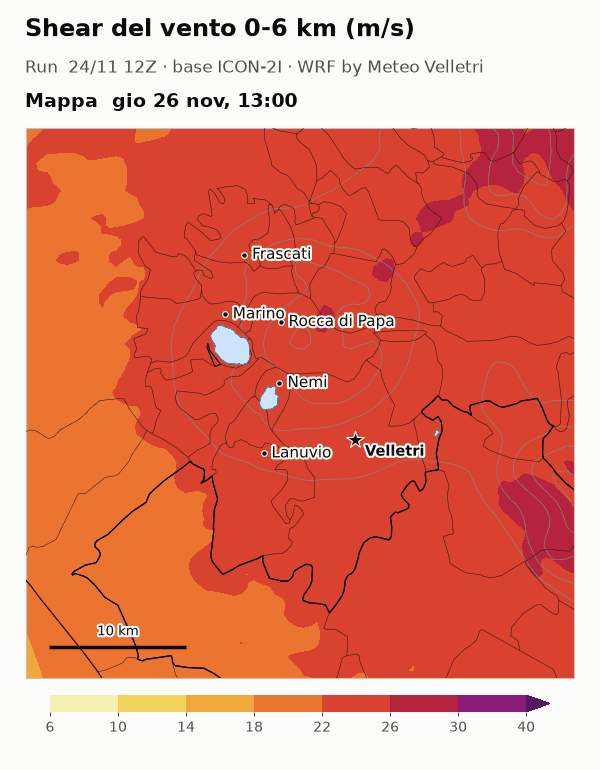 Shear del vento 0-6 km (m/s)
Run  24/11 12Z · base ICON-2I · WRF by Meteo Velletri
Mappa  gio 26 nov, 13:00
Frascati
Marino
Rocca di Papa
Nemi
Velletri
Lanuvio
10 km
6 10 14 18 22 26 30 40